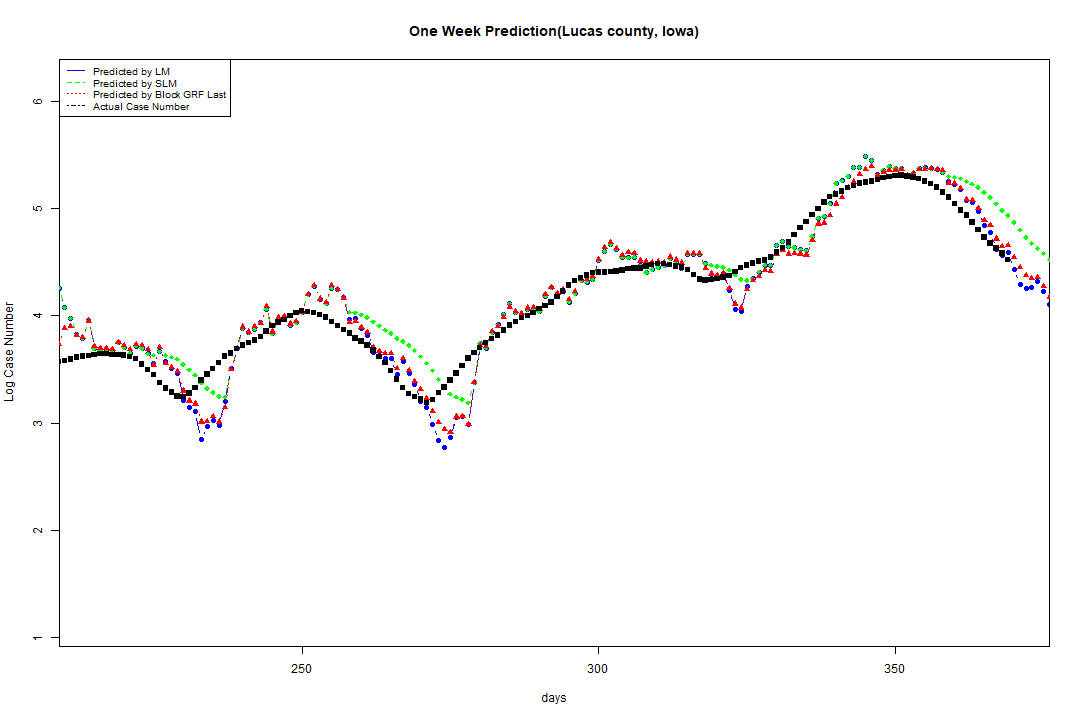 One Week Prediction(Lucas county, Iowa)
Predicted by LM
Predicted by SLM
Predicted by Block GRF Last
Actual Case Number
6
5
4
3
2
1
Log Case Number
250 300 350
days